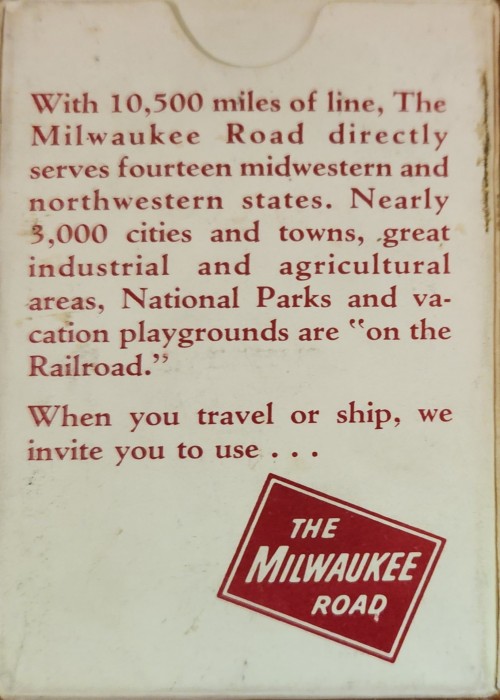 With 10,500 miles of line, The
Milwaukee Road directly
serves fourteen midwestern and
northwestern states. Nearly
3,000 cities and towns, great
industrial and agricultural
areas, National Parks and va-
cation playgrounds are "on the
Railroad."
When you travel or ship, we
invite you to use . . .
THE
MILWAUKEE
ROAD